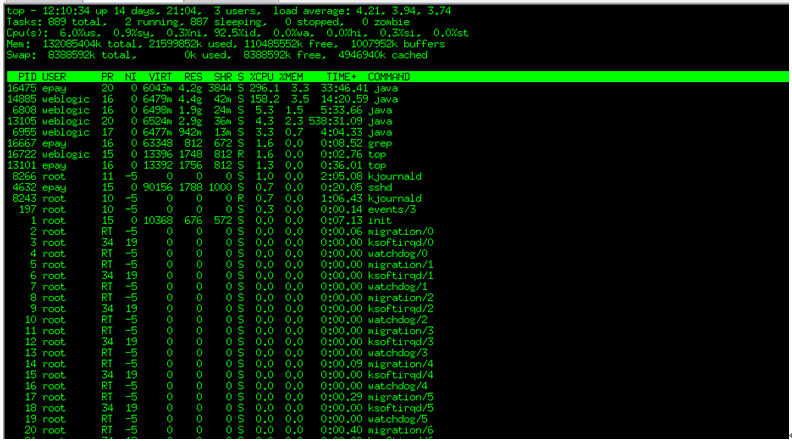 top - 12:10:34 up 14 days, 21:04,  3 users,  load average: 4.21, 3.94, 3.74
Tasks: 889 total,   2 running, 887 sleeping,   0 stopped,   0 zombie
Cpu(s):  6.0%us,  0.9%sy,  0.3%ni, 92.5%id,  0.0%wa,  0.0%hi,  0.3%si,  0.0%st
Mem:  132085404k total, 21599852k used, 110485552k free,  1007952k buffers
Swap:  8388592k total,        0k used,  8388592k free,  4946940k cached
PID USER PR NI VIRT RES SHR S %CPU %MEM TIME+ COMMAND
16475 epay 20 0 6043m 4.2g 3844 S 296.1 3.3 33:46.41 java
14885 weblogic 16 0 6479m 4.4g 42m S 158.2 3.5 14:20.59 java
6808 weblogic 16 0 6498m 1.9g 24m S 5.3 1.5 5:33.66 java
13105 weblogic 20 0 6524m 2.9g 36m S 4.3 2.3 538:31.09 java
6955 weblogic 17 0 6477m 942m 13m S 3.3 0.7 4:04.33 java
16667 epay 16 0 63348 812 672 S 1.6 0.0 0:08.52 grep
16722 weblogic 15 0 13396 1748 812 R 1.6 0.0 0:02.76 top
13101 epay 16 0 13392 1756 812 S 1.3 0.0 0:36.01 top
8266 root 11 -5 0 0 0 S 1.0 0.0 2:05.08 kjournald
4632 epay 15 0 90156 1788 1000 S 0.7 0.0 0:00.20 sshd
8243 root 10 -5 0 0 0 R 0.7 0.0 1:06.43 kjournald
197 root 10 -5 0 0 0 S 0.3 0.0 0:00.14 events/3
1 root 15 0 10368 676 572 S 0.0 0.0 0:07.13 init
2 root RT -5 0 0 0 S 0.0 0.0 0:00.06 migration/0
3 root 34 19 0 0 0 S 0.0 0.0 0:00.00 ksoftirqd/0
4 root RT -5 0 0 0 S 0.0 0.0 0:00.00 watchdog/0
5 root RT -5 0 0 0 S 0.0 0.0 0:00.10 migration/1
6 root 34 19 0 0 0 S 0.0 0.0 0:00.00 ksoftirqd/1
7 root RT -5 0 0 0 S 0.0 0.0 0:00.00 watchdog/1
8 root RT -5 0 0 0 S 0.0 0.0 0:00.01 migration/2
9 root 34 19 0 0 0 S 0.0 0.0 0:00.00 ksoftirqd/2
10 root RT -5 0 0 0 S 0.0 0.0 0:00.00 watchdog/2
11 root RT -5 0 0 0 S 0.0 0.0 0:00.00 migration/3
12 root 34 19 0 0 0 S 0.0 0.0 0:00.00 ksoftirqd/3
13 root RT -5 0 0 0 S 0.0 0.0 0:00.00 watchdog/3
14 root RT -5 0 0 0 S 0.0 0.0 0:00.09 migration/4
15 root 34 19 0 0 0 S 0.0 0.0 0:00.00 ksoftirqd/4
16 root RT -5 0 0 0 S 0.0 0.0 0:00.00 watchdog/4
17 root RT -5 0 0 0 S 0.0 0.0 0:00.29 migration/5
18 root 34 19 0 0 0 S 0.0 0.0 0:00.00 ksoftirqd/5
19 root RT -5 0 0 0 S 0.0 0.0 0:00.00 watchdog/5
20 root RT -5 0 0 0 S 0.0 0.0 0:00.40 migration/6